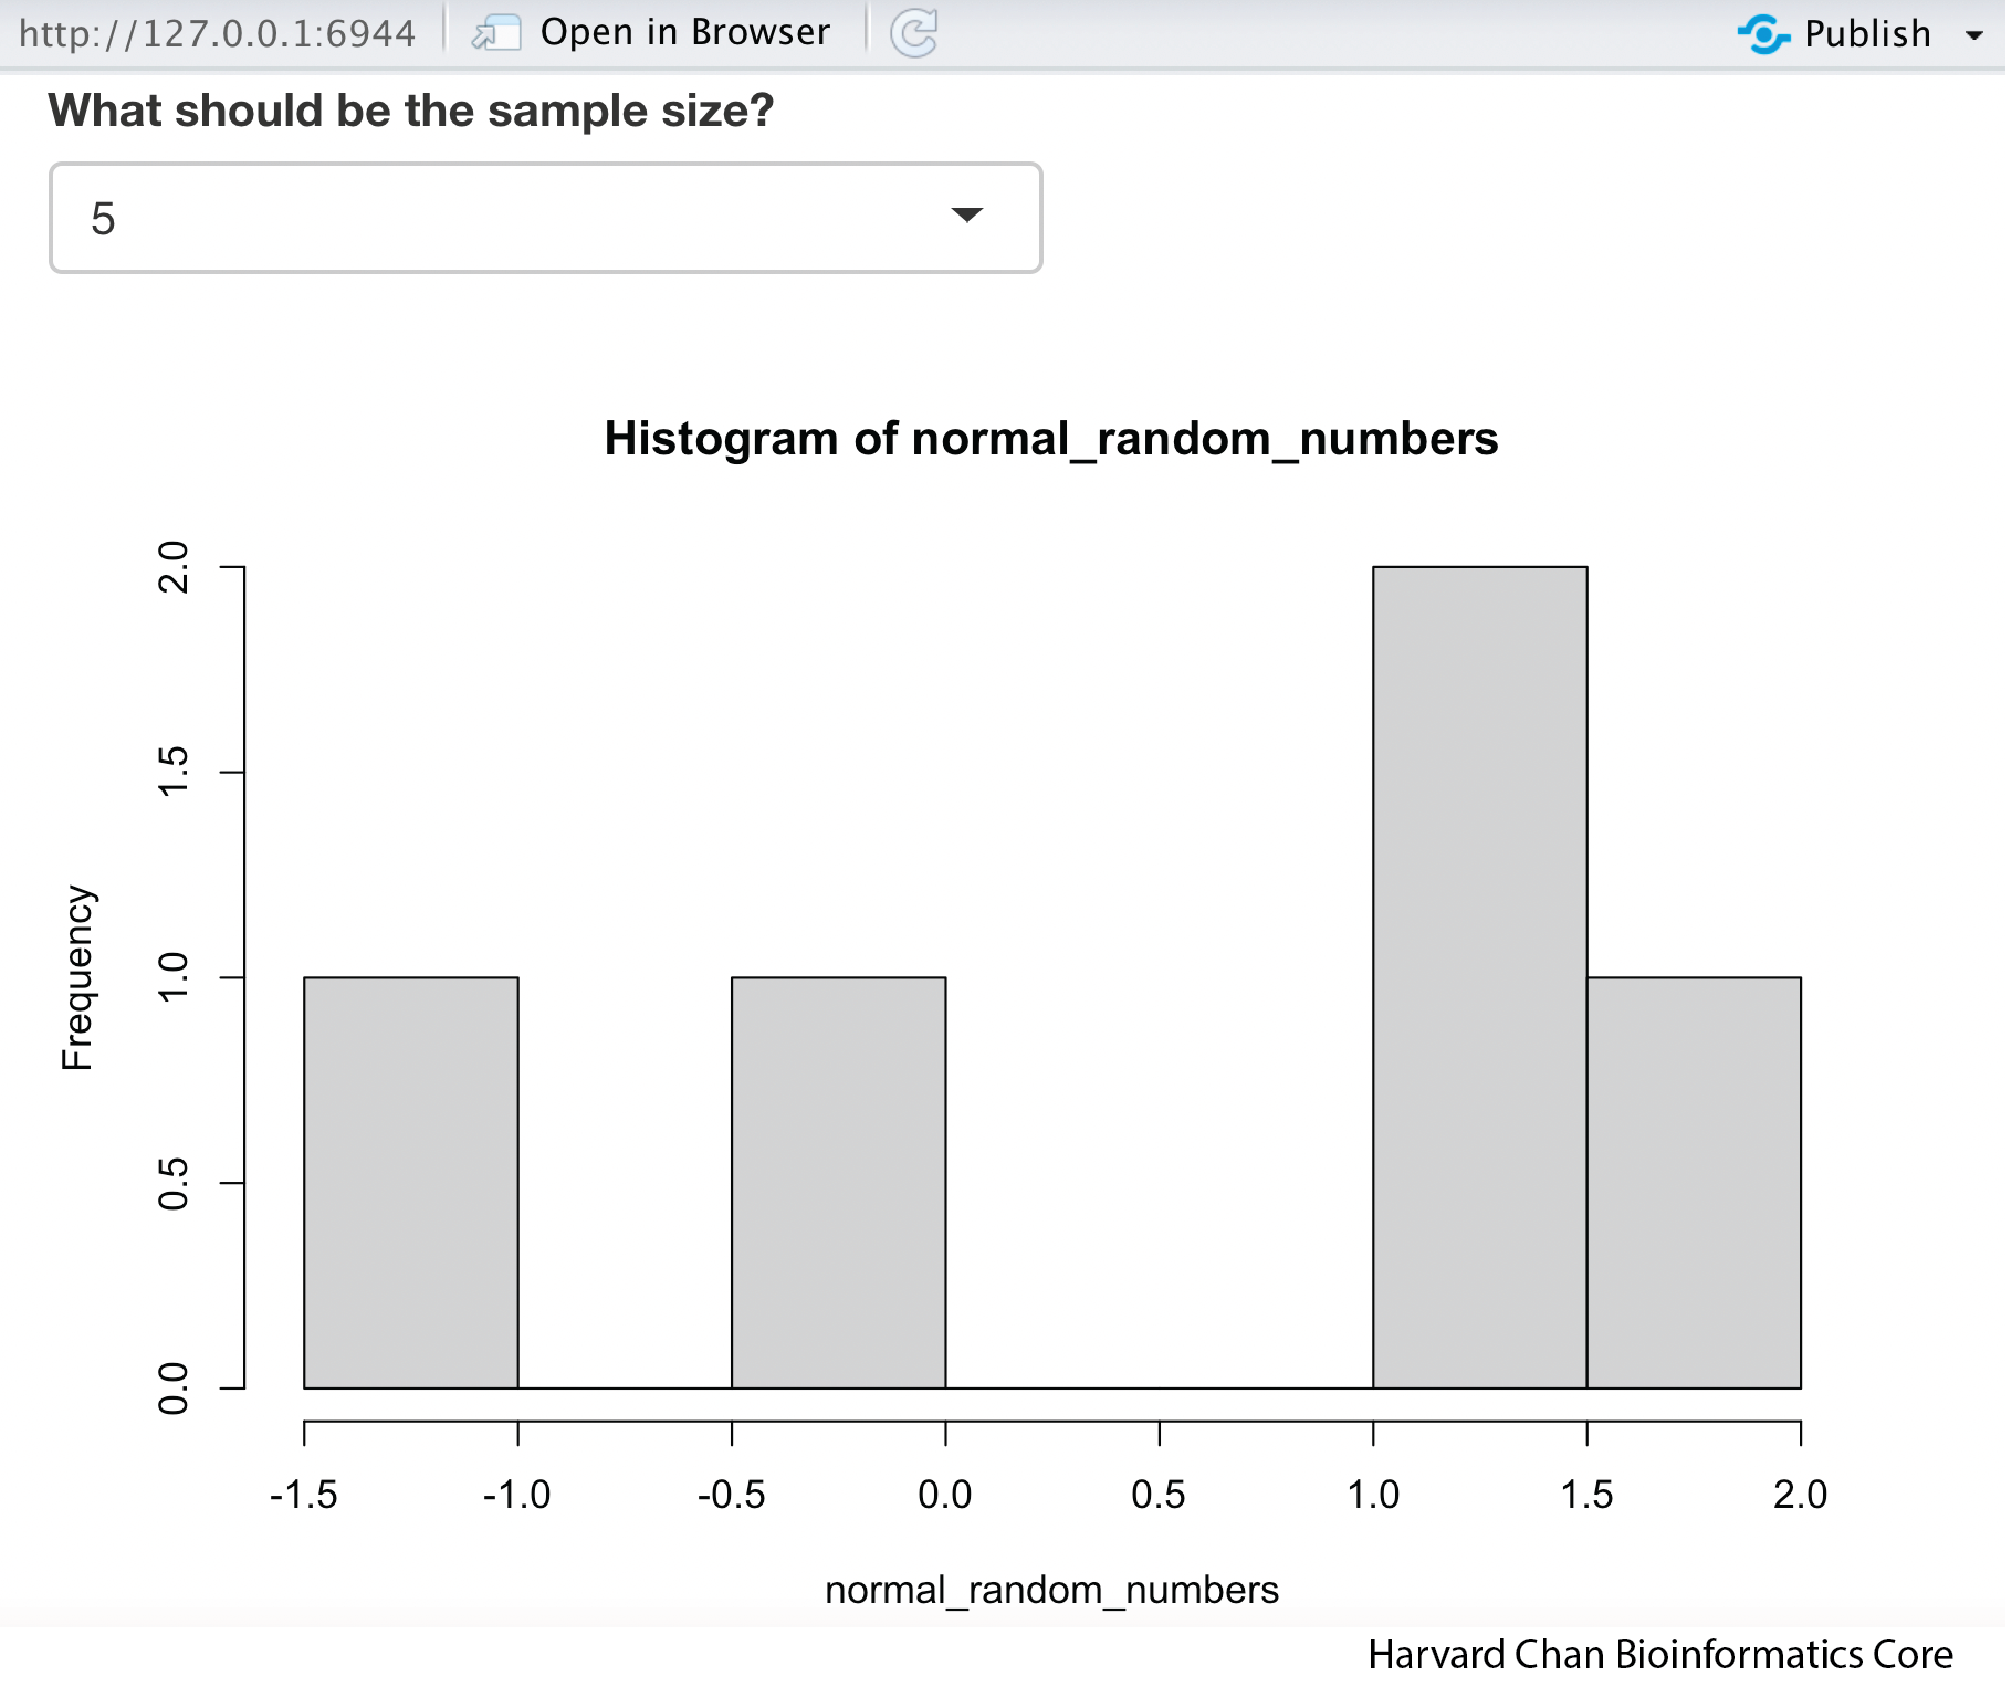 http://127.0.0.1:6944 Open in Browser Publish
What should be the sample size?
5
Histogram of normal_random_numbers
2.0
1.5
1.0
0.5
0.0
Frequency
-1.5 -1.0 -0.5 0.0 0.5 1.0 1.5 2.0
normal_random_numbers
Harvard Chan Bioinformatics Core